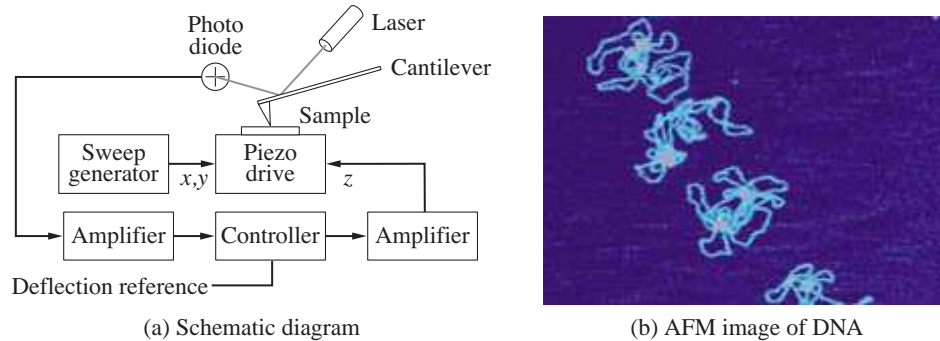 Photo
diode
Laser
Cantilever
Sample
Sweep
generator
x,y
Piezo
drive
z
Amplifier
Controller
Amplifier
Deflection reference
(a) Schematic diagram
(b) AFM image of DNA